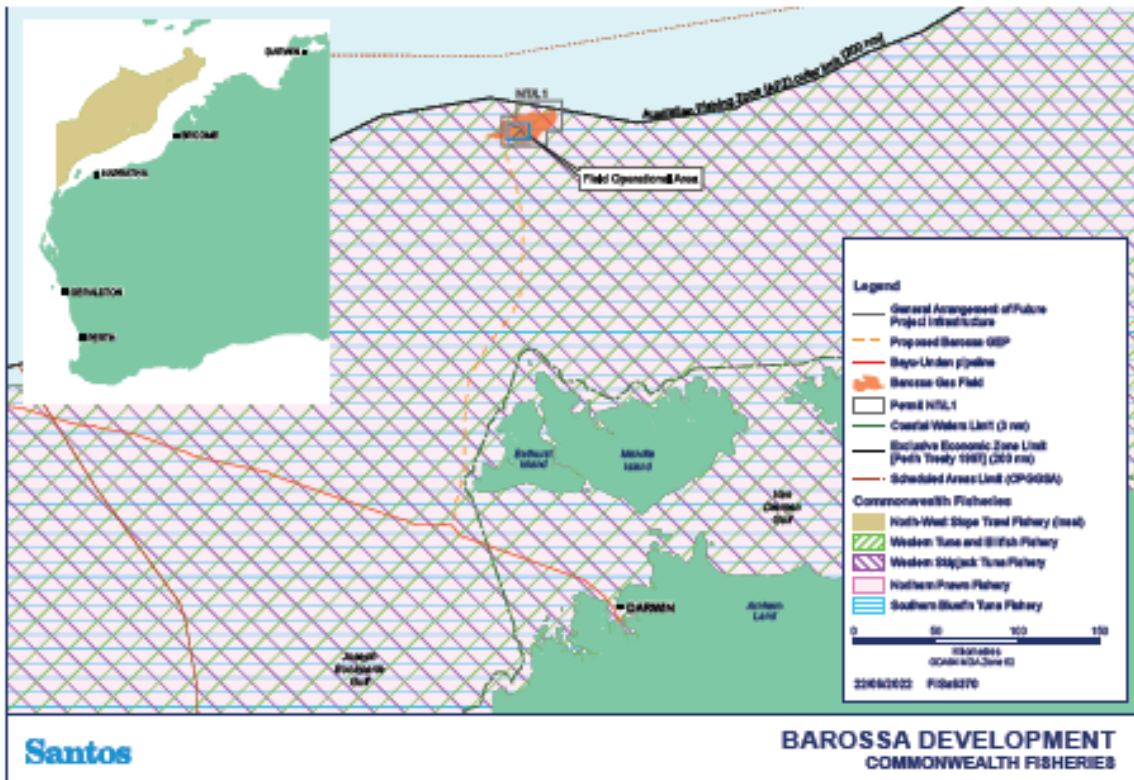 DARWIN
BROOME
KARRATHA
GERALDTON
PERTH
NT/L1
Australian Fishing Zone (AFZ) outer limit (200 nm)
Field Operational Area
Bathurst
Island
Melville
Island
Van
Diemen
Gulf
DARWIN
Arnhem
Land
Joseph
Bonaparte
Gulf
Legend
General Arrangement of Future
Project Infrastructure
Proposed Barossa GEP
Bayu-Undan pipeline
Barossa Gas Field
Permit NT/L1
Coastal Waters Limit (3 nm)
Exclusive Economic Zone Limit
[Perth Treaty 1997] (200 nm)
Scheduled Areas Limit (OPGGSA)
Commonwealth Fisheries
North-West Slope Trawl Fishery (inset)
Western Tuna and Billfish Fishery
Western Skipjack Tuna Fishery
Northern Prawn Fishery
Southern Bluefin Tuna Fishery
0 50 100 150
Kilometres
GDA94 MGA Zone 52
Santos
BAROSSA DEVELOPMENT
COMMONWEALTH FISHERIES